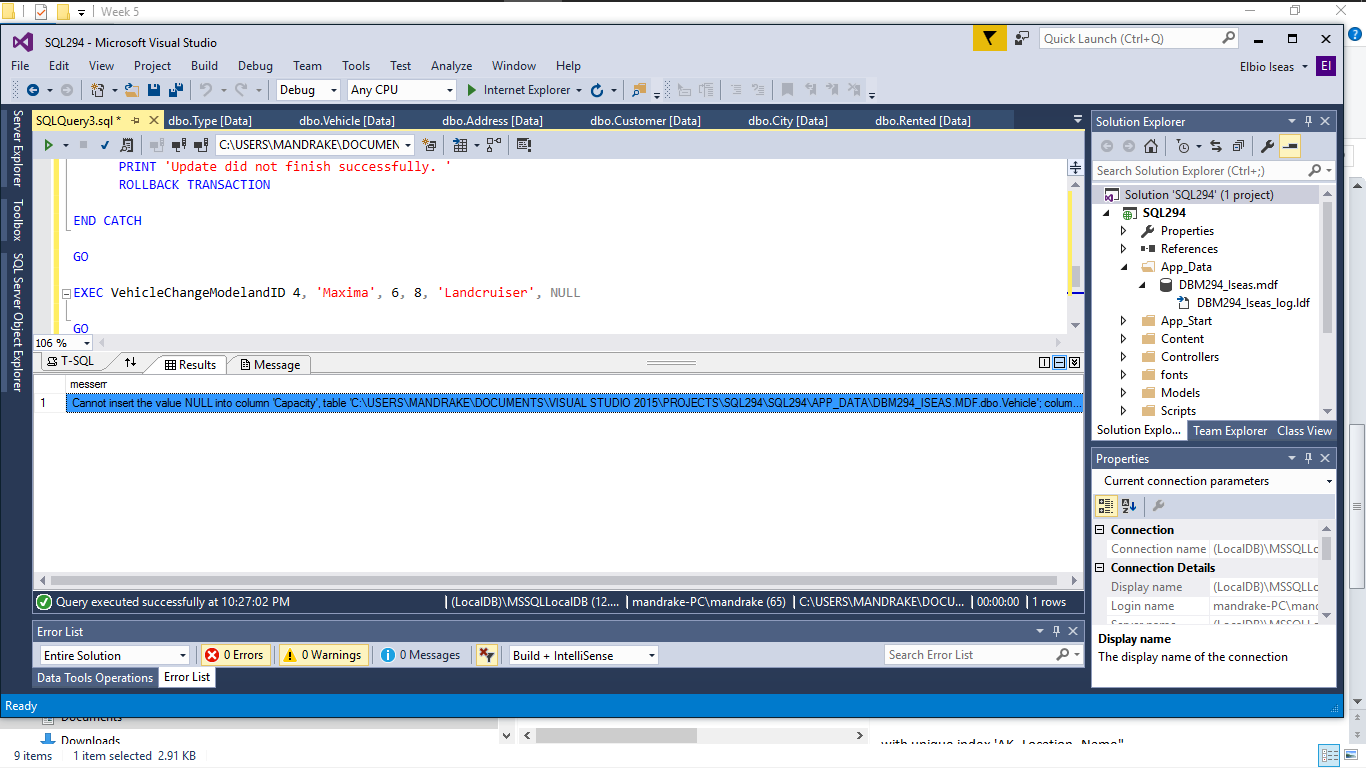 Week 5
SQL294 - Microsoft Visual Studio
Quick Launch (Ctrl+Q)
File Edit View Project Build Debug Team Tools Test Analyze Window Help
Elbio Iseas
EI
Debug Any CPU Internet Explorer
Server Explorer
Toolbox
SQL Server Object Explorer
SQLQuery3.sql * dbo.Type [Data] dbo.Vehicle [Data] dbo.Address [Data] dbo.Customer [Data] dbo.City [Data] dbo.Rented [Data]
C:\USERS\MANDRAKE\DOCUMEN
PRINT 'Update did not finish successfully. '
ROLLBACK TRANSACTION
END CATCH
GO
EXEC VehicleChangeModelandID 4, 'Maxima', 6, 8, 'Landcruiser', NULL
GO
106 %
T-SQL Results Message
messerr
1 Cannot insert the value NULL into column 'Capacity', table 'C:\USERS\MANDRAKE\DOCUMENTS\VISUAL STUDIO 2015\PROJECTS\SQL294\SQL294\APP_DATA\DBM294_ISEAS.MDF.dbo.Vehicle'; colum...
Query executed successfully at 10:27:02 PM (LocalDB)\MSSQLLocalDB (12.... mandrake-PC\mandrake (65) C:\USERS\MANDRAKE\DOCU... 00:00:00 1 rows
Error List
Entire Solution 0 Errors 0 Warnings 0 Messages Build + IntelliSense Search Error List
Data Tools Operations Error List
Ready
Solution Explorer
Search Solution Explorer (Ctrl+;)
Solution 'SQL294' (1 project)
SQL294
Properties
References
App_Data
DBM294_Iseas.mdf
DBM294_Iseas_log.ldf
App_Start
Content
Controllers
fonts
Models
Scripts
Solution Explo... Team Explorer Class View
Properties
Current connection parameters
Connection
Connection name (LocalDB)\MSSQLLo
Connection Details
Display name (LocalDB)\MSSQLLo
Login name mandrake-PC\mand
Server name (LocalDB)\MSSQLLo
Display name
The display name of the connection
Documents
Downloads
with unique index 'AK_Location_Name"
9 items 1 item selected 2.91 KB